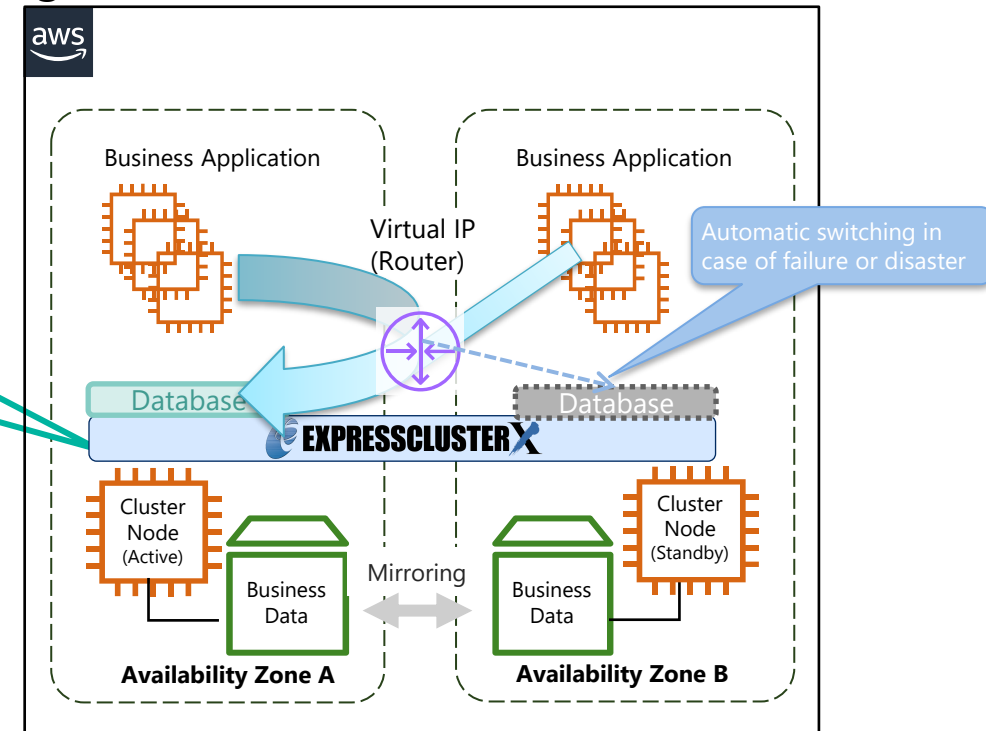 aws
Business Application
Business Application
Virtual IP
(Router)
Automatic switching in
case of failure or disaster
Database
Database
EXPRESSCLUSTER X
Cluster
Node
(Active)
Cluster
Node
(Standby)
Business
Data
Mirroring
Business
Data
Availability Zone A
Availability Zone B